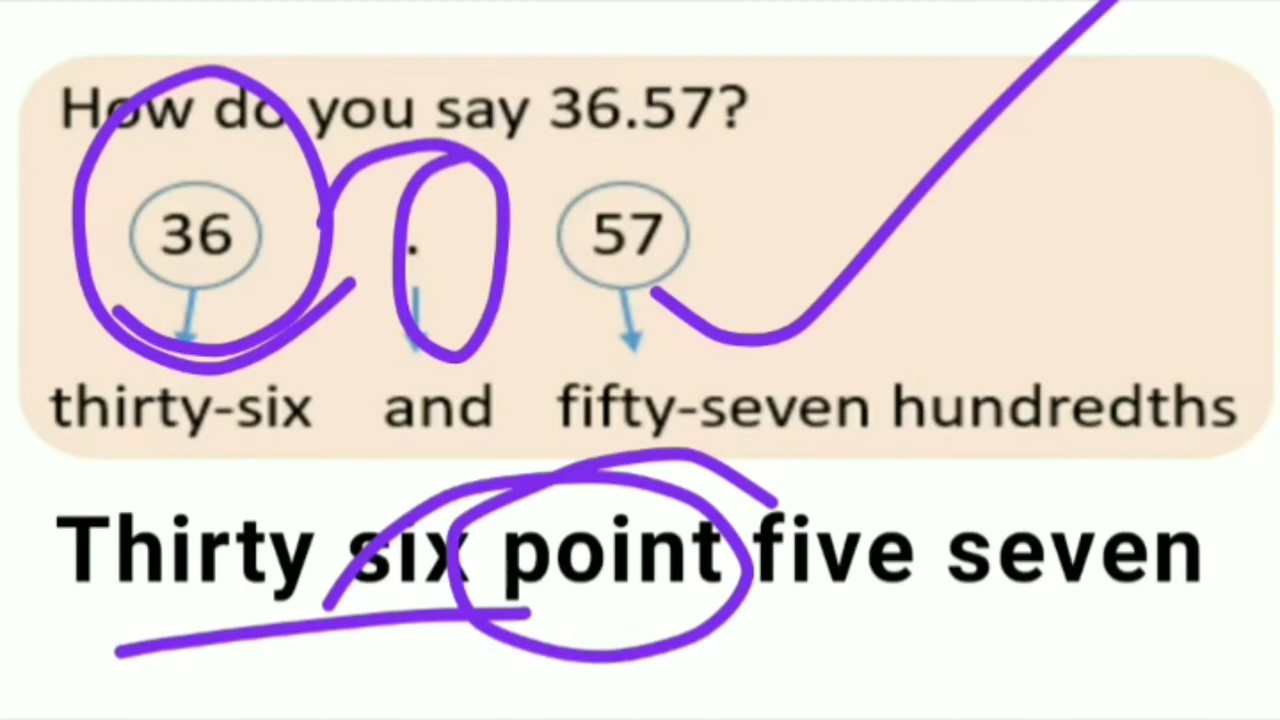 How do you say 36.57?
36 . 57
thirty-six and fifty-seven hundredths
Thirty six point five seven